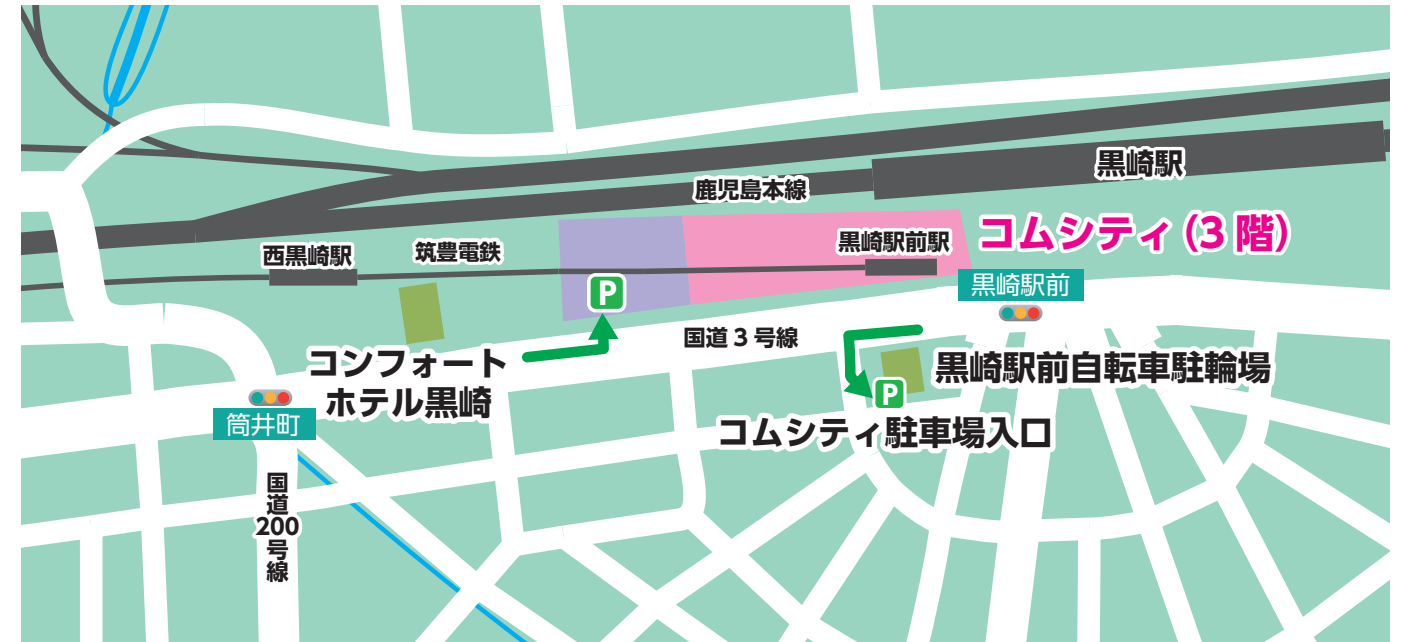 黒崎駅
鹿児島本線
コムシティ(3階)
黒崎駅前駅
筑豊電鉄
西黒崎駅
黒崎駅前
P
国道3号線
コンフォート
ホテル黒崎
黒崎駅前自転車駐輪場
P
コムシティ駐車場入口
筒井町
国道200号線